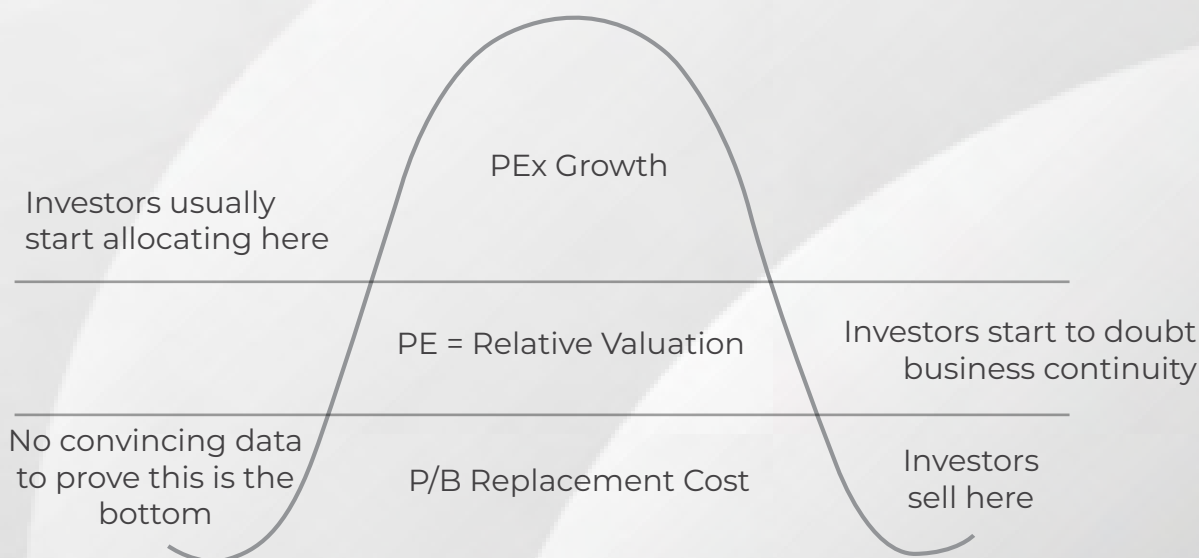 PEx Growth
Investors usually
start allocating here
PE = Relative Valuation
Investors start to doubt
business continuity
No convincing data
to prove this is the
bottom
P/B Replacement Cost
Investors
sell here